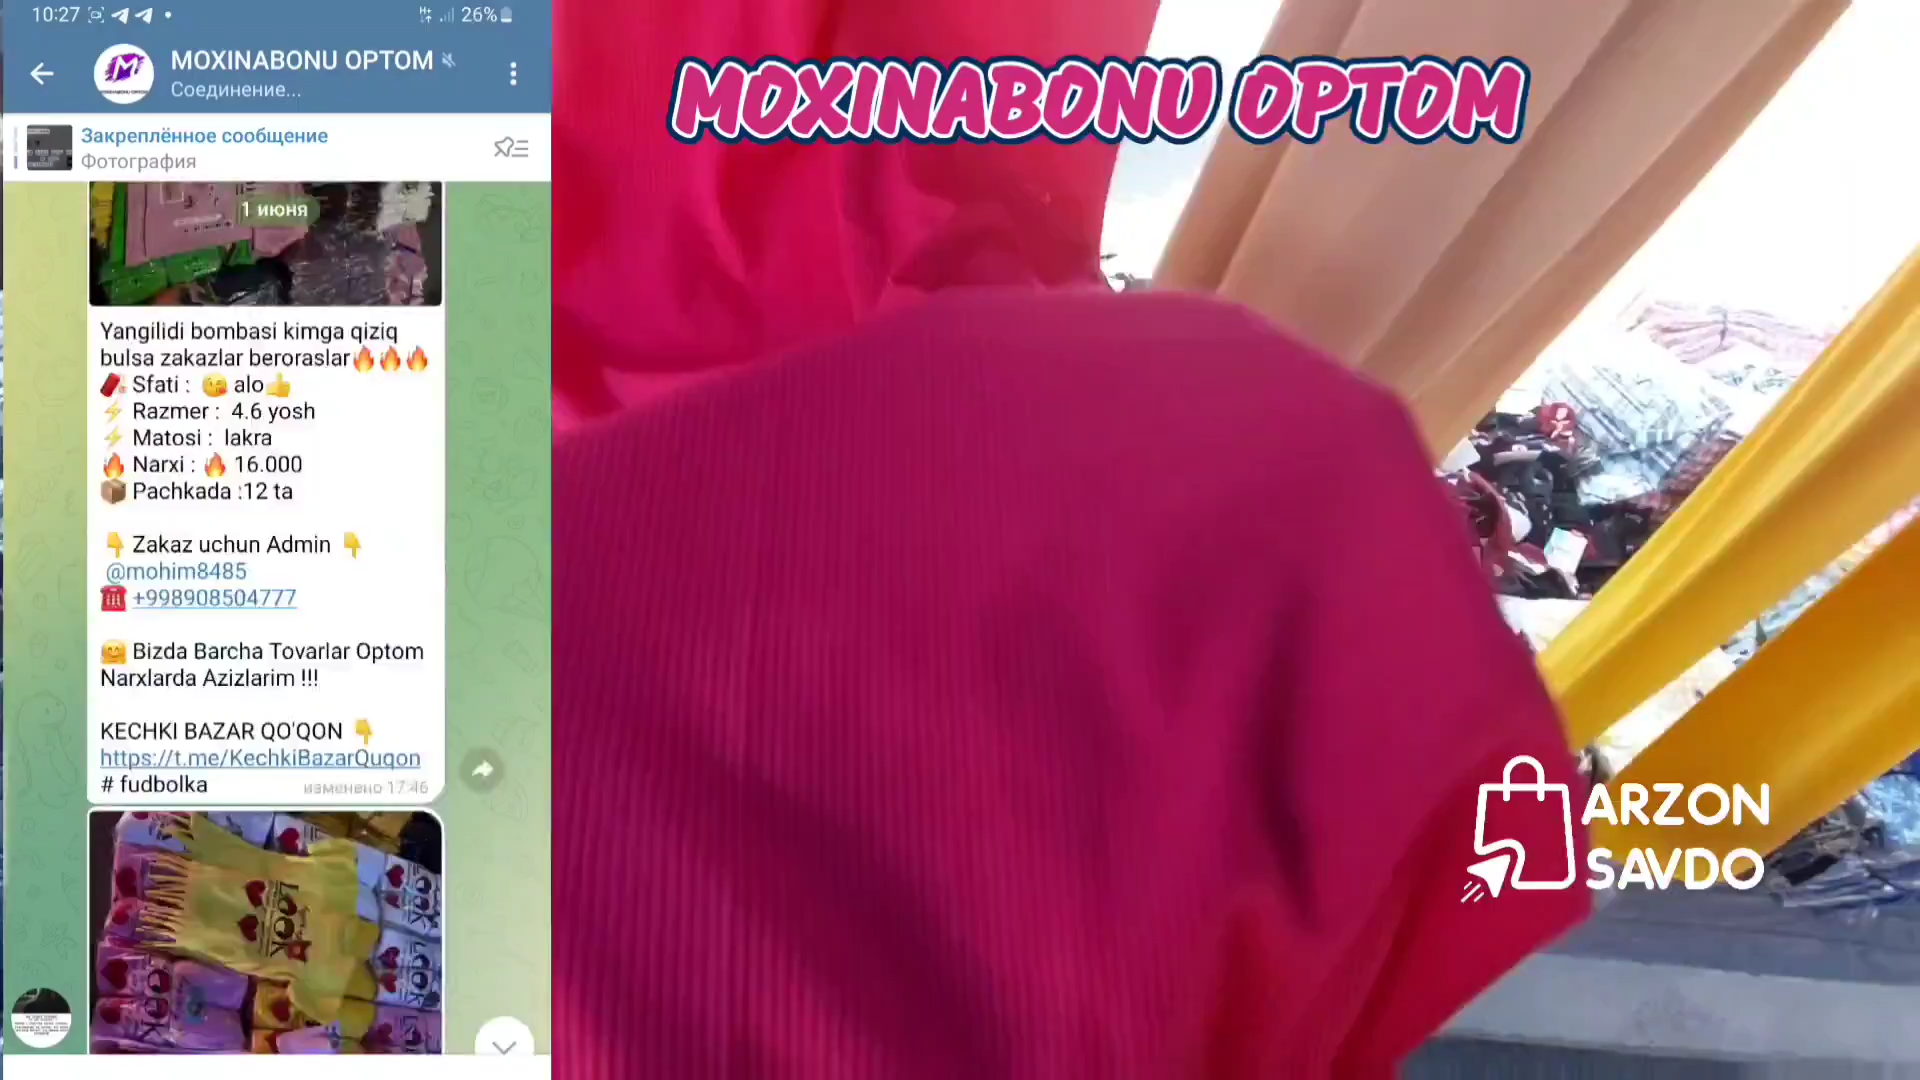 10:27
26%
MOXINABONU OPTOM
Соединение...
Закреплённое сообщение
Фотография
1 июня
Yangilidi bombasi kimga qiziq
bulsa zakazlar beroraslar🔥🔥🔥
🧧 Sfati : 😘 alo👍
⚡ Razmer : 4.6 yosh
⚡ Matosi : lakra
🔥 Narxi : 🔥 16.000
📦 Pachkada :12 ta
👇 Zakaz uchun Admin 👇
@mohim8485
☎️ +998908504777
🤗 Bizda Barcha Tovarlar Optom
Narxlarda Azizlarim !!!
KECHKI BAZAR QO'QON 👇
https://t.me/KechkiBazarQuqon
# fudbolka
изменено 17:46
LOOK
LOOK
LOOK
MOXINABONU OPTOM
ARZON
SAVDO